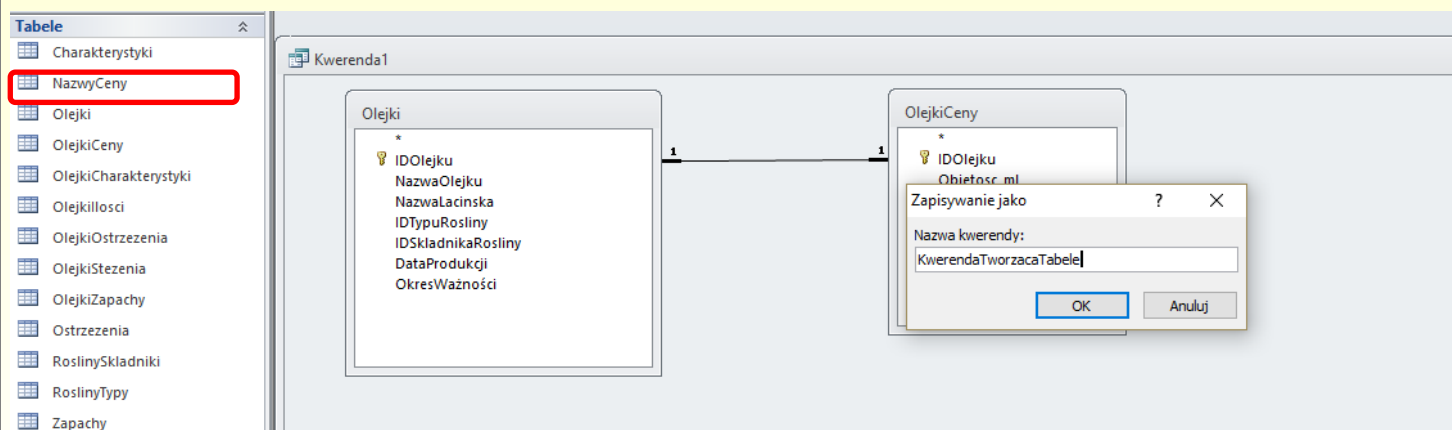 Tabele
Charakterystyki
NazwyCeny
Olejki
OlejkiCeny
OlejkiCharakterystyki
OlejkiIlosci
OlejkiOstrzezenia
OlejkiStezenia
OlejkiZapachy
Ostrzezenia
RoslinySkladniki
RoslinyTypy
Zapachy
Kwerenda1
Olejki
*
IDOlejku
NazwaOlejku
NazwaLacinska
IDTypuRosliny
IDSkladnikaRosliny
DataProdukcji
OkresWażności
1
1
OlejkiCeny
*
IDOlejku
Objetosc_ml
Zapisywanie jako
?
Nazwa kwerendy:
KwerendaTworzacaTabele
OK
Anuluj